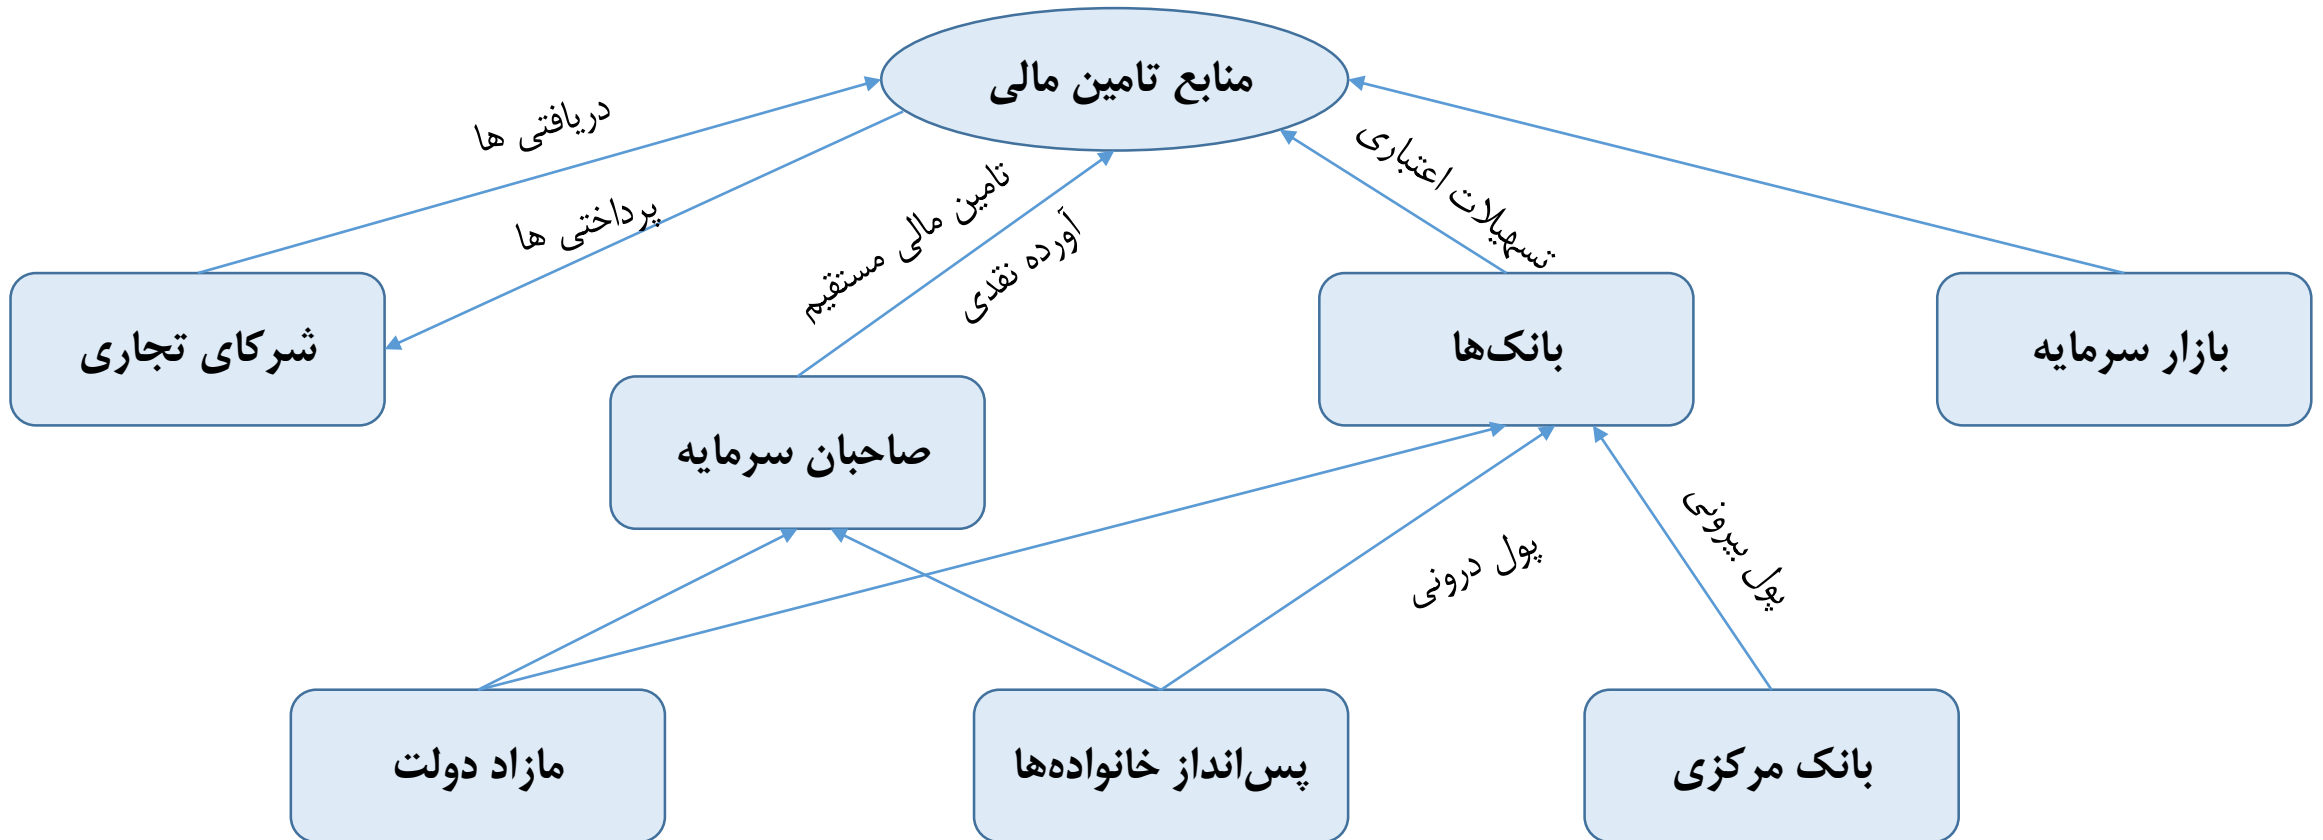 منابع تامین مالی
دریافتی ها
پرداختی ها
تامین مالی مستقیم
آورده نقدی
تسهیلات اعتباری
بازار سرمایه
بانک‌ها
شرکای تجاری
صاحبان سرمایه
پول بیرونی
پول درونی
بانک مرکزی
پس‌انداز خانواده‌ها
مازاد دولت